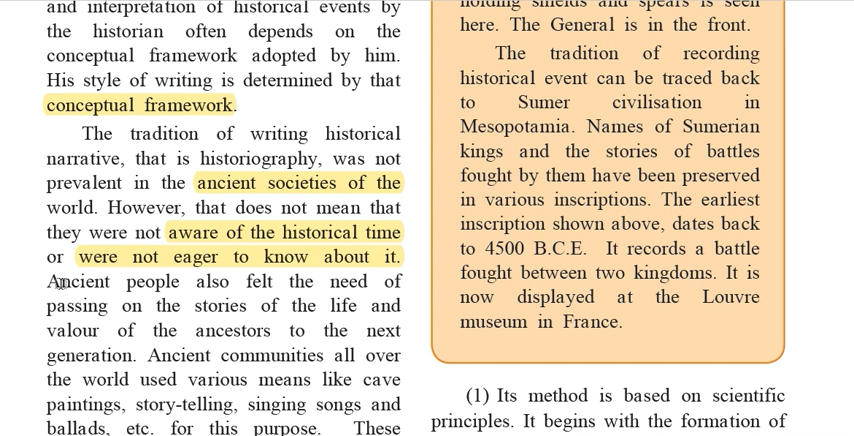 and interpretation of historical events by
the historian often depends on the
conceptual framework adopted by him.
His style of writing is determined by that
conceptual framework.
The tradition of writing historical
narrative, that is historiography, was not
prevalent in the ancient societies of the
world. However, that does not mean that
they were not aware of the historical time
or were not eager to know about it.
Ancient people also felt the need of
passing on the stories of the life and
valour of the ancestors to the next
generation. Ancient communities all over
the world used various means like cave
paintings, story-telling, singing songs and
ballads, etc. for this purpose. These
holding shields and spears is seen
here. The General is in the front.
The tradition of recording
historical event can be traced back
to Sumer civilisation in
Mesopotamia. Names of Sumerian
kings and the stories of battles
fought by them have been preserved
in various inscriptions. The earliest
inscription shown above, dates back
to 4500 B.C.E. It records a battle
fought between two kingdoms. It is
now displayed at the Louvre
museum in France.
(1) Its method is based on scientific
principles. It begins with the formation of